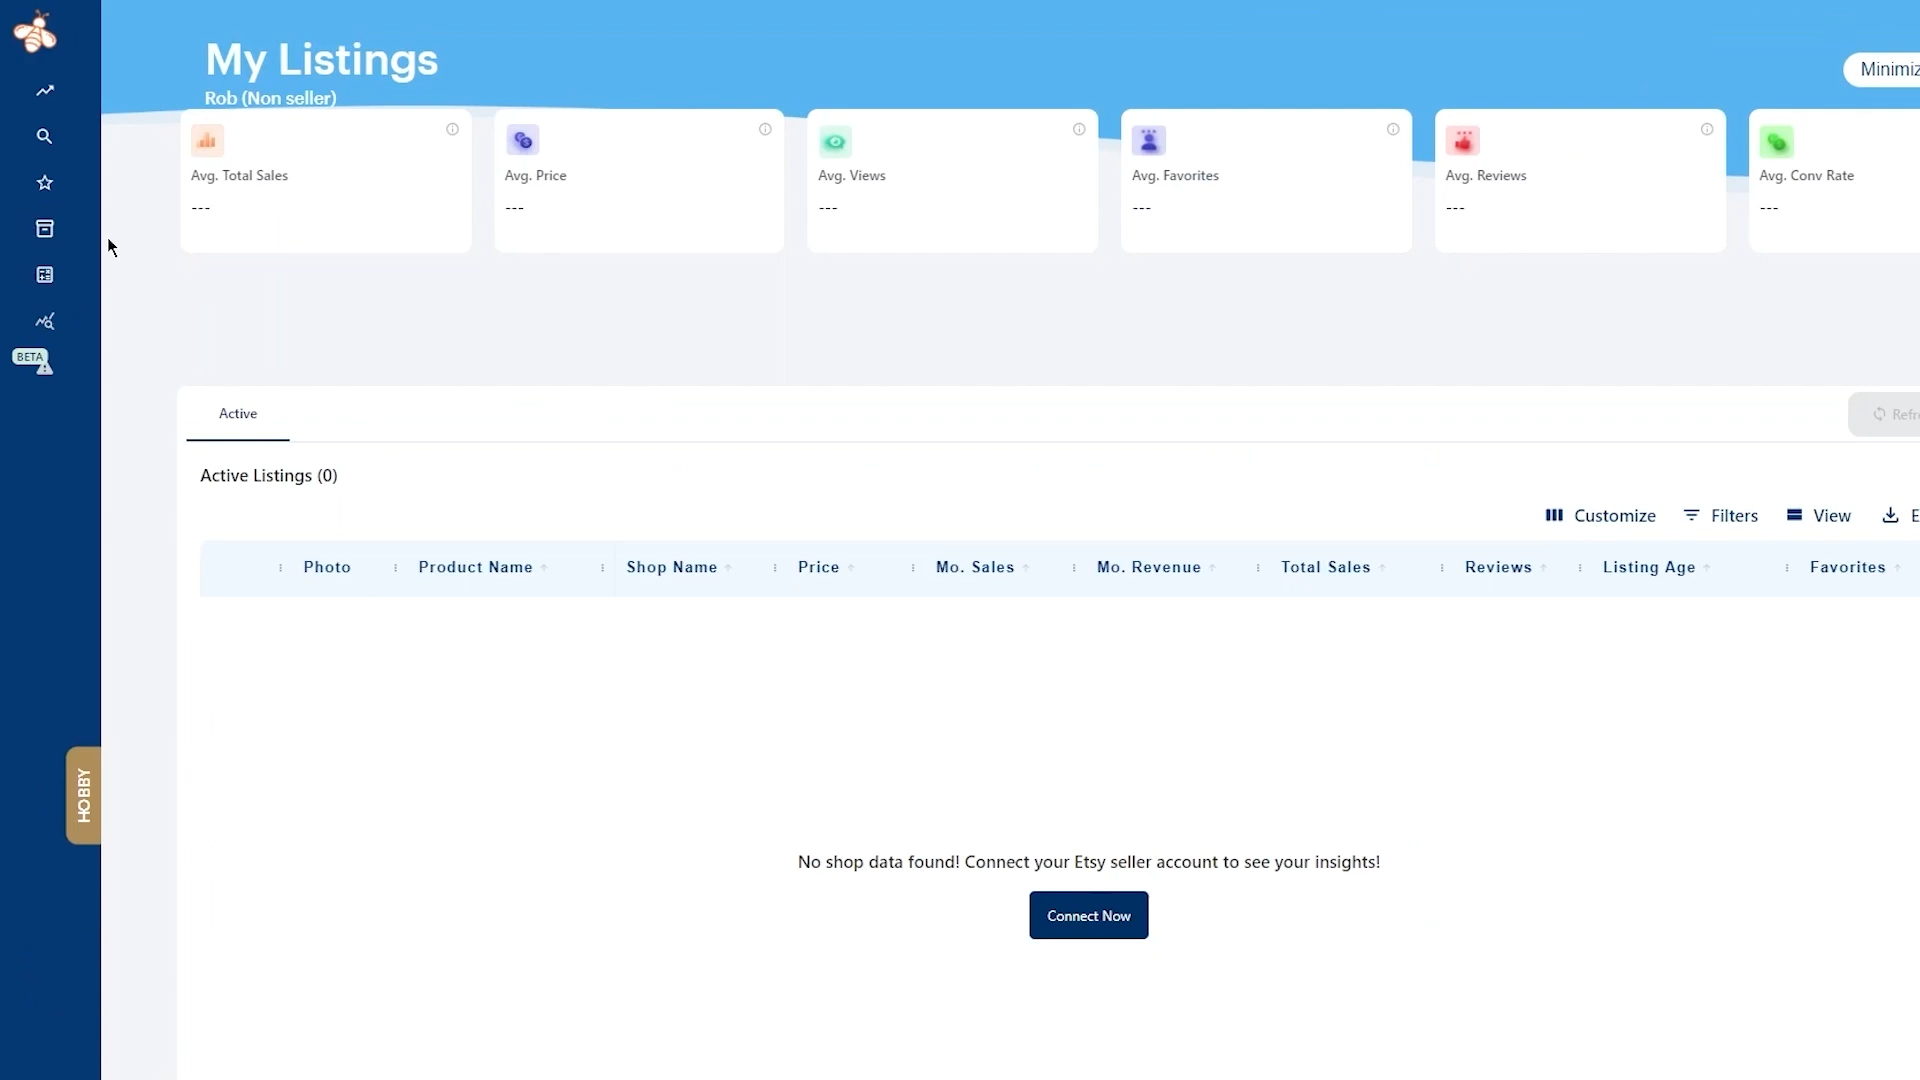 My Listings
Rob (Non seller)
Minimiz
Avg. Total Sales
---
Avg. Price
---
Avg. Views
---
Avg. Favorites
---
Avg. Reviews
---
Avg. Conv Rate
---
BETA
Active
Refr
Active Listings (0)
Customize
Filters
View
E
Photo
Product Name
Shop Name
Price
Mo. Sales
Mo. Revenue
Total Sales
Reviews
Listing Age
Favorites
HOBBY
No shop data found! Connect your Etsy seller account to see your insights!
Connect Now